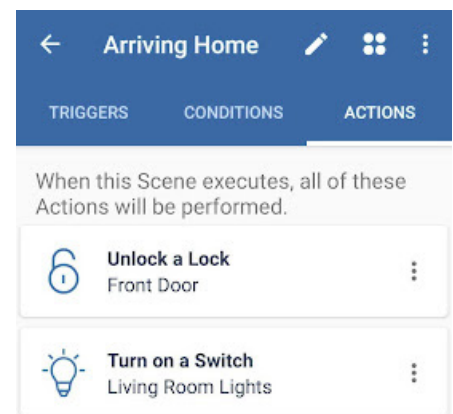 Arriving Home
TRIGGERS CONDITIONS ACTIONS
When this Scene executes, all of these
Actions will be performed.
Unlock a Lock
Front Door
Turn on a Switch
Living Room Lights